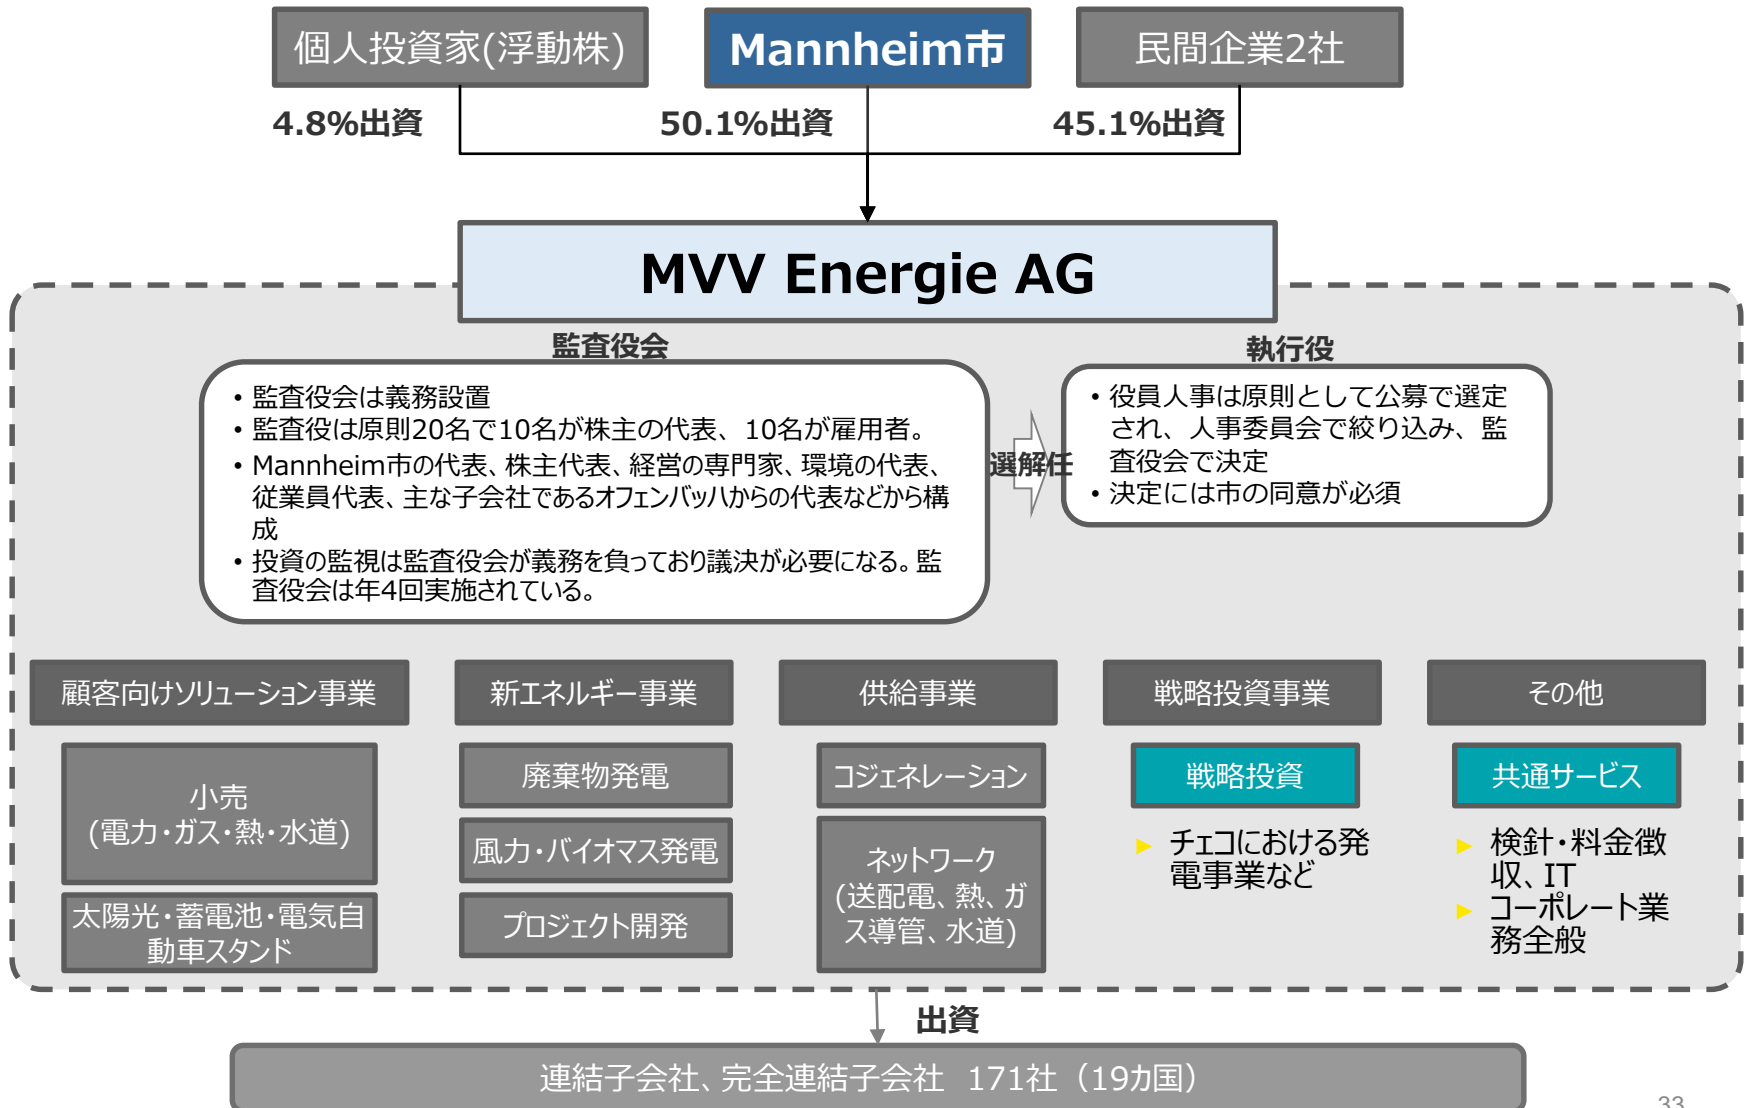 個人投資家(浮動株)
Mannheim市
民間企業2社
4.8%出資
50.1%出資
45.1%出資
MVV Energie AG
監査役会
執行役
• 監査役会は義務設置
• 監査役は原則20名で10名が株主の代表、10名が雇用者。
• Mannheim市の代表、株主代表、経営の専門家、環境の代表、
従業員代表、主な子会社であるオフェンバッハからの代表などから構
成
• 投資の監視は監査役会が義務を負っており議決が必要になる。監
査役会は年4回実施されている。
選解任
• 役員人事は原則として公募で選定
され、人事委員会で絞り込み、監
査役会で決定
• 決定には市の同意が必須
顧客向けソリューション事業
新エネルギー事業
供給事業
戦略投資事業
その他
小売
(電力・ガス・熱・水道)
太陽光・蓄電池・電気自
動車スタンド
廃棄物発電
風力・バイオマス発電
プロジェクト開発
コジェネレーション
ネットワーク
(送配電、熱、ガ
ス導管、水道)
戦略投資
► チェコにおける発
電事業など
共通サービス
► 検針・料金徴
収、IT
► コーポレート業
務全般
出資
連結子会社、完全連結子会社 171社（19カ国）
33